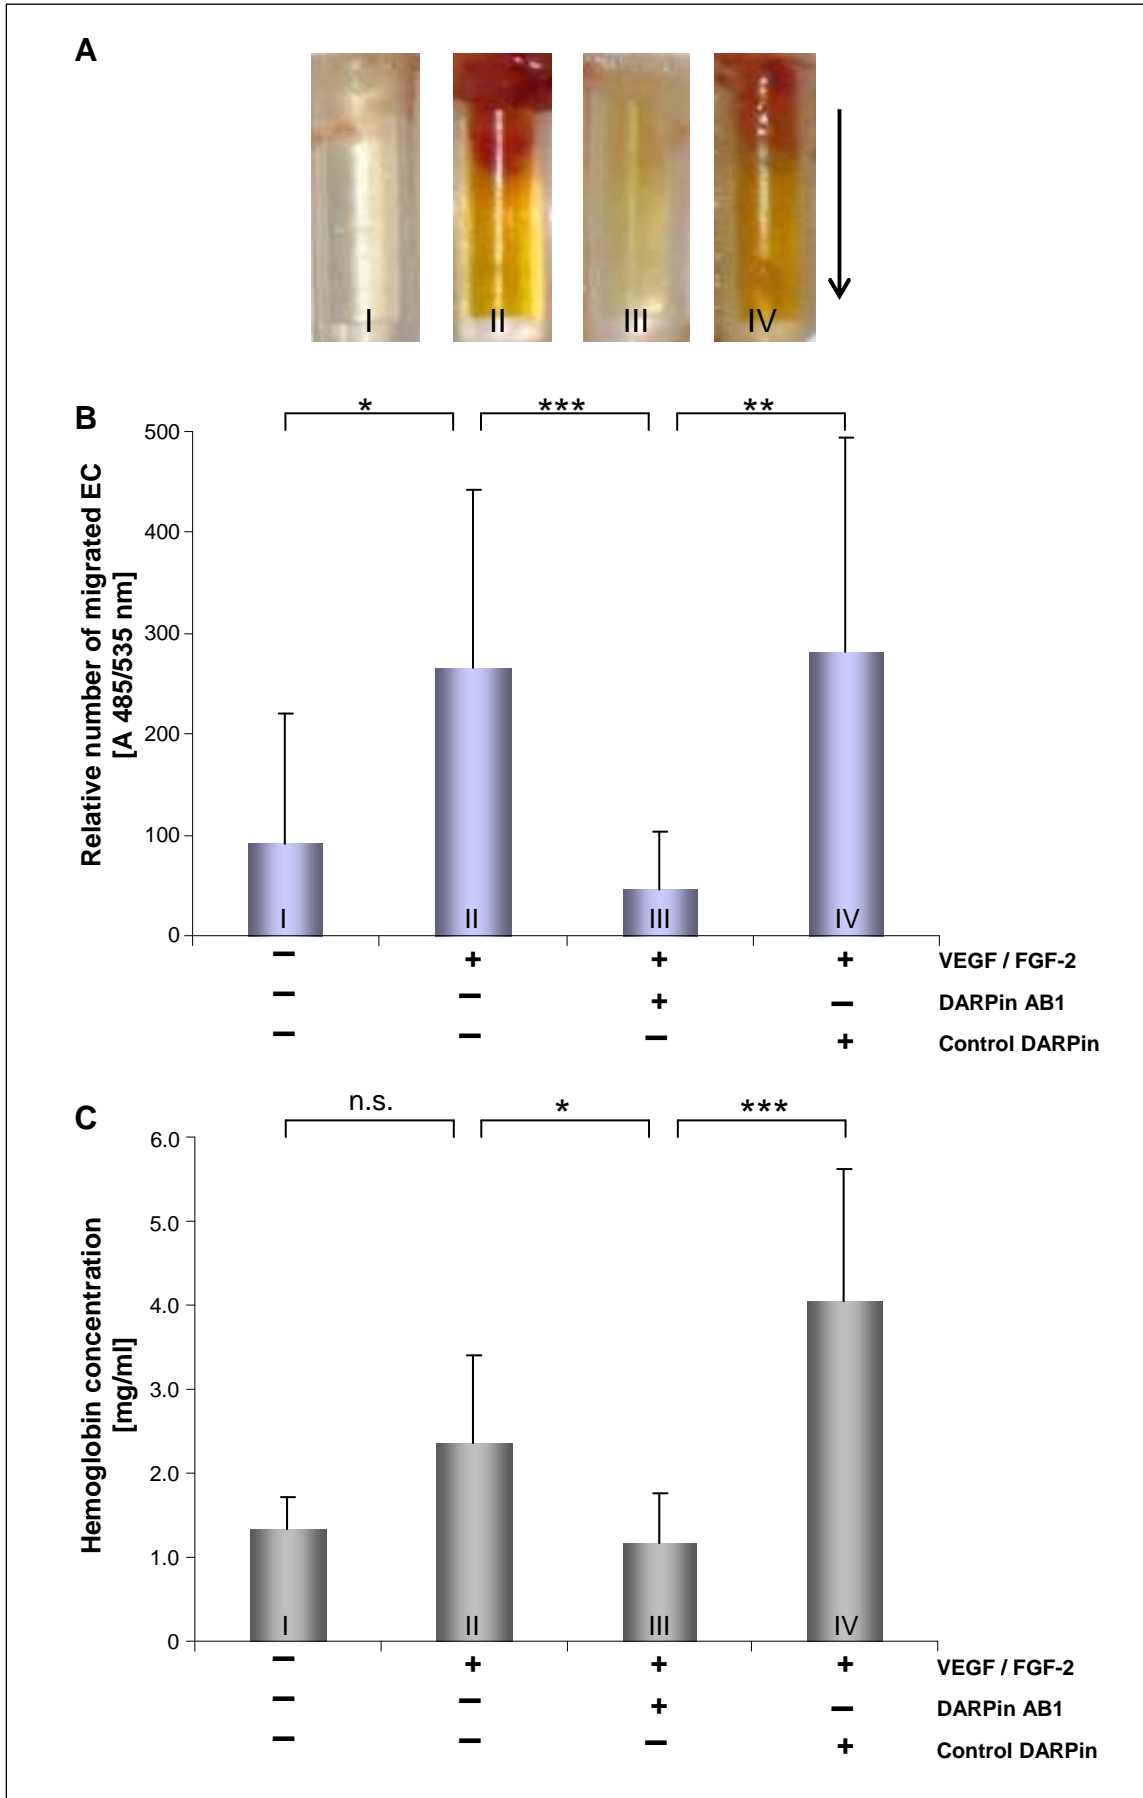 A
I II III IV
B
* *** **
Relative number of migrated EC
[A 485/535 nm]
500
400
300
200
100
0
I II III IV
– + + + VEGF / FGF-2
– – + – DARPin AB1
– – – + Control DARPin
C
n.s. * ***
Hemoglobin concentration
[mg/ml]
6.0
5.0
4.0
3.0
2.0
1.0
0
I II III IV
– + + + VEGF / FGF-2
– – + – DARPin AB1
– – – + Control DARPin